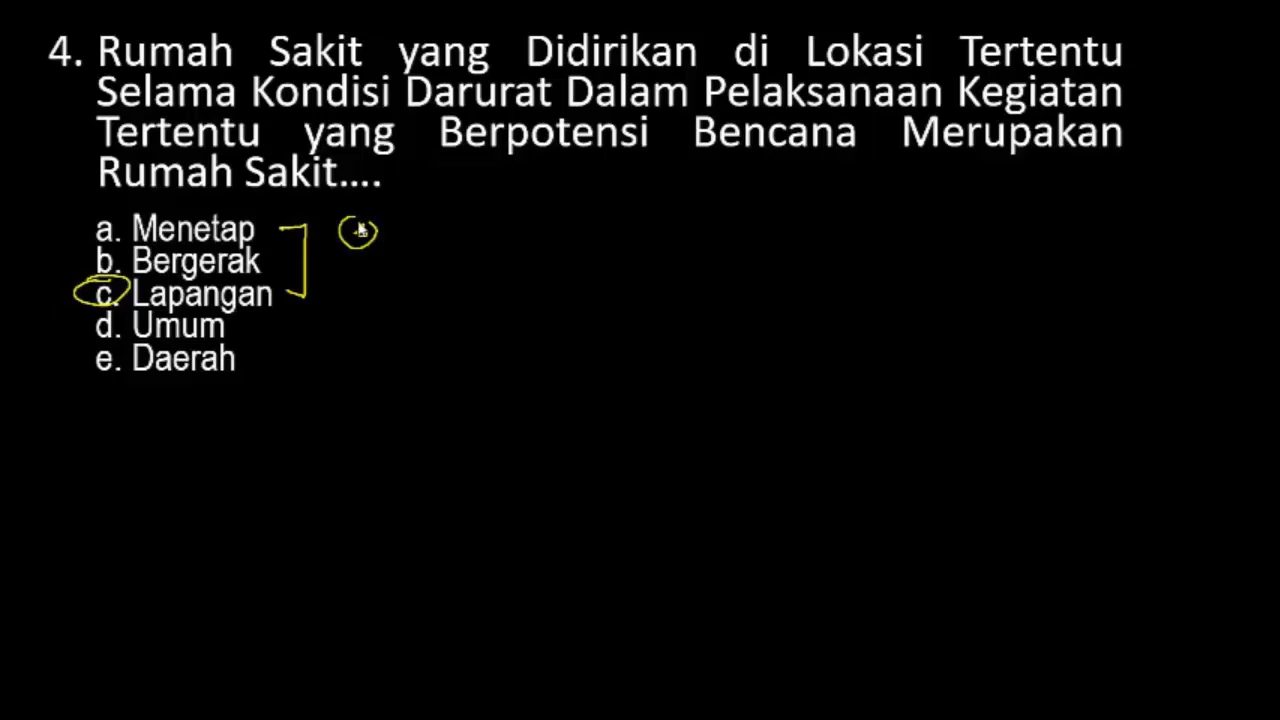 4. Rumah Sakit yang Didirikan di Lokasi Tertentu
Selama Kondisi Darurat Dalam Pelaksanaan Kegiatan
Tertentu yang Berpotensi Bencana Merupakan
Rumah Sakit....
a. Menetap
b. Bergerak
c. Lapangan
d. Umum
e. Daerah